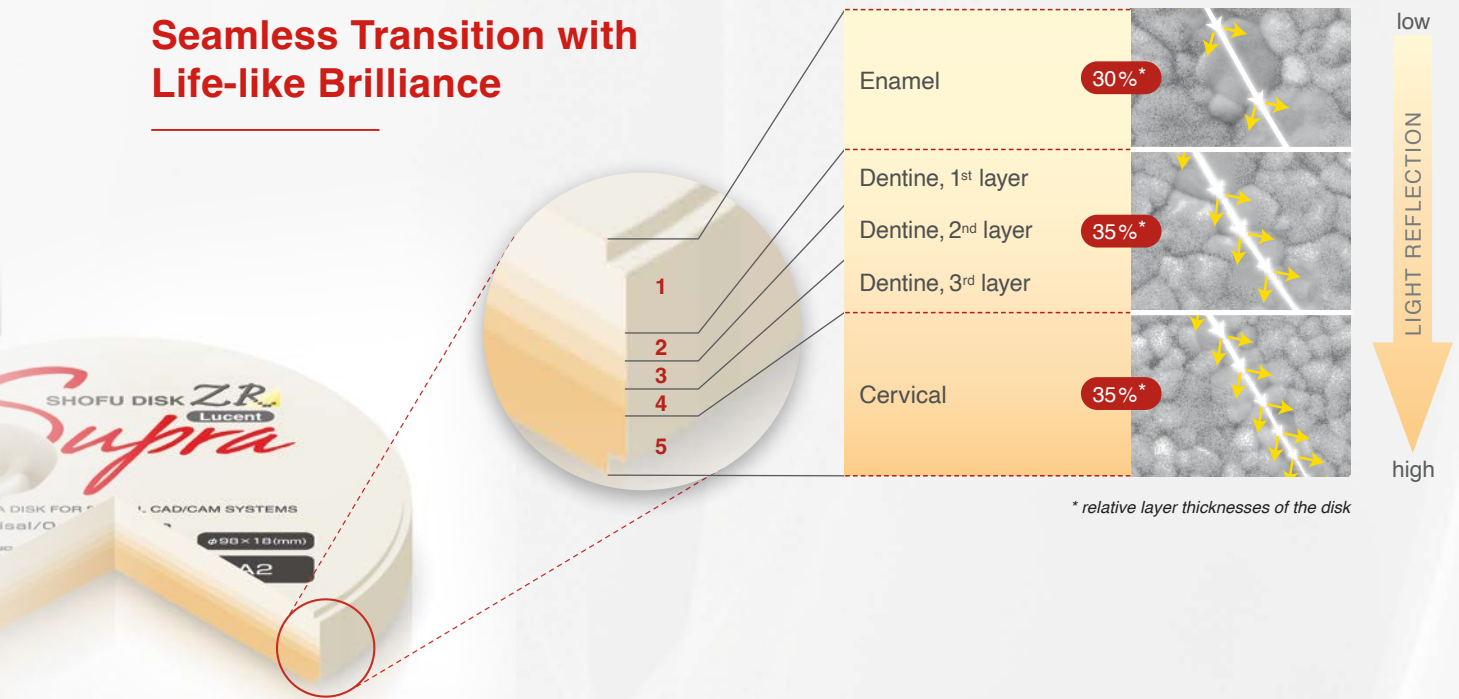 Seamless Transition with
Life-like Brilliance
Enamel
30%*
Dentine, 1st layer
Dentine, 2nd layer
35%*
Dentine, 3rd layer
Cervical
35%*
low
LIGHT REFLECTION
high
* relative layer thicknesses of the disk
1
2
3
4
5
SHOFU DISK ZR
Lucent
Supra
DISK FOR
CAD/CAM SYSTEMS
ø98×18(mm)
A2